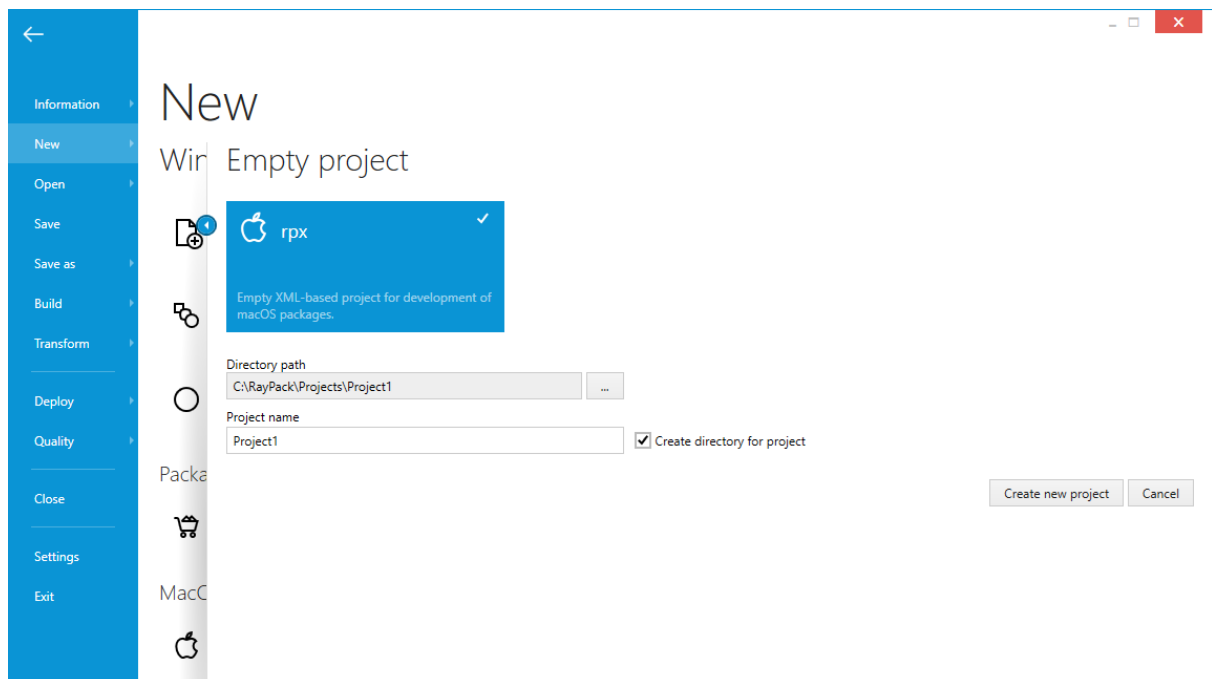 Information
New
Open
Save
Save as
Build
Transform
Deploy
Quality
Close
Settings
Exit
New
Win
Packa
MacO
Empty project
rpx
Empty XML-based project for development of
macOS packages.
Directory path
C:\RayPack\Projects\Project1
...
Project name
Project1
Create directory for project
Create new project
Cancel